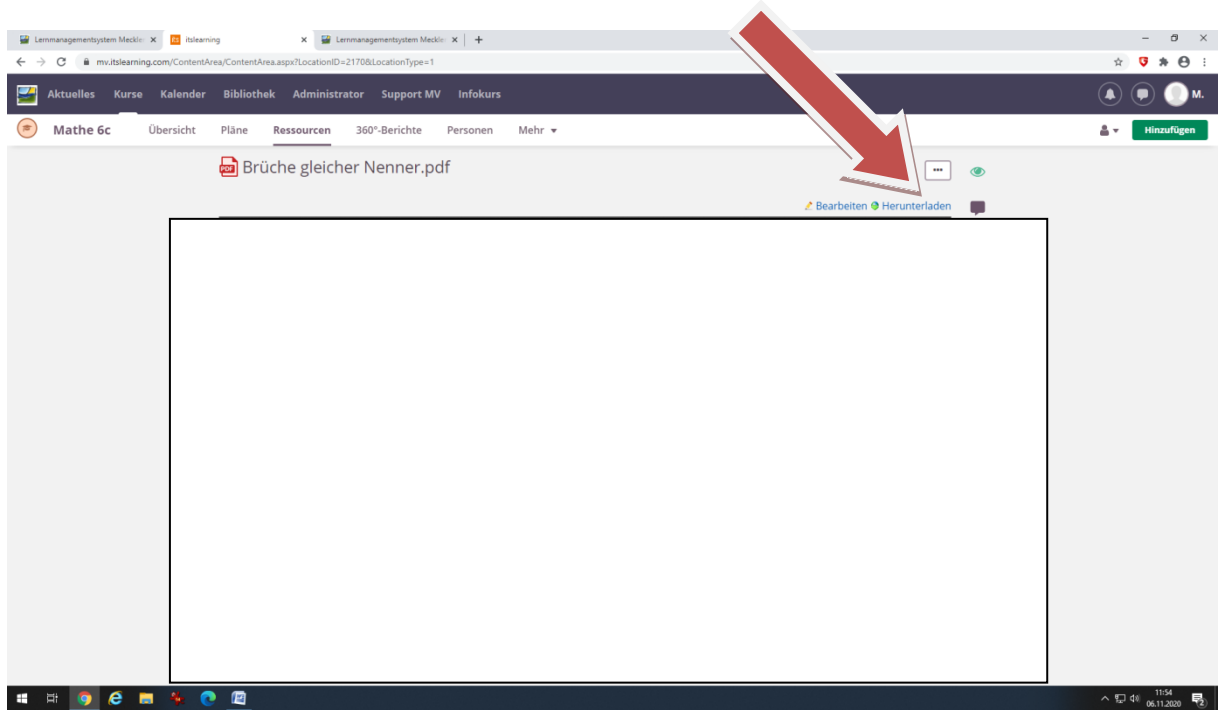 Lernmanagementsystem Meckle
itslearning
Lernmanagementsystem Meckle
mv.itslearning.com/ContentArea/ContentArea.aspx?LocationID=2170&LocationType=1
Aktuelles Kurse Kalender Bibliothek Administrator Support MV Infokurs M.
Mathe 6c Übersicht Pläne Ressourcen 360°-Berichte Personen Mehr Hinzufügen
PDF Brüche gleicher Nenner.pdf
Bearbeiten Herunterladen
11:54
06.11.2020
2